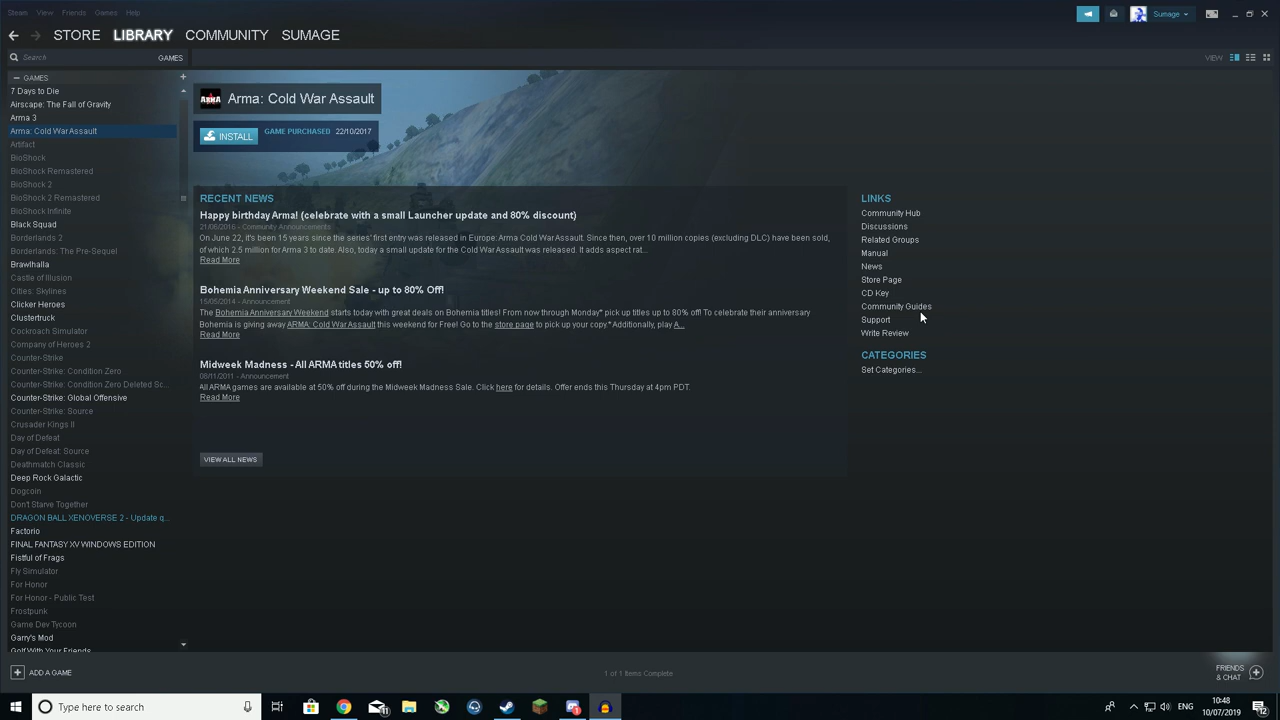 Steam View Friends Games Help
Sumage
STORE LIBRARY COMMUNITY SUMAGE
Search GAMES
VIEW
GAMES
7 Days to Die
Airscape: The Fall of Gravity
Arma 3
Arma: Cold War Assault
Artifact
BioShock
BioShock Remastered
BioShock 2
BioShock 2 Remastered
BioShock Infinite
Black Squad
Borderlands 2
Borderlands: The Pre-Sequel
Brawlhalla
Castle of Illusion
Cities: Skylines
Clicker Heroes
Clustertruck
Cockroach Simulator
Company of Heroes 2
Counter-Strike
Counter-Strike: Condition Zero
Counter-Strike: Condition Zero Deleted Sc...
Counter-Strike: Global Offensive
Counter-Strike: Source
Crusader Kings II
Day of Defeat
Day of Defeat: Source
Deathmatch Classic
Deep Rock Galactic
Dogcoin
Don't Starve Together
DRAGON BALL XENOVERSE 2 - Update q...
Factorio
FINAL FANTASY XV WINDOWS EDITION
Fistful of Frags
Fly Simulator
For Honor
For Honor - Public Test
Frostpunk
Game Dev Tycoon
Garry's Mod
Golf With Your Friends
ARMA
Arma: Cold War Assault
INSTALL GAME PURCHASED 22/10/2017
RECENT NEWS
Happy birthday Arma! (celebrate with a small Launcher update and 80% discount)
21/06/2016 - Community Announcements
On June 22, it's been 15 years since the series' first entry was released in Europe: Arma Cold War Assault. Since then, over 10 million copies (excluding DLC) have been sold,
of which 2.5 million for Arma 3 to date. Also, today a small update for the Cold War Assault was released. It adds aspect rat...
Read More
Bohemia Anniversary Weekend Sale - up to 80% Off!
15/05/2014 - Announcement
The Bohemia Anniversary Weekend starts today with great deals on Bohemia titles! From now through Monday* pick up titles up to 80% off! To celebrate their anniversary
Bohemia is giving away ARMA: Cold War Assault this weekend for Free! Go to the store page to pick up your copy.* Additionally, play A...
Read More
Midweek Madness - All ARMA titles 50% off!
08/11/2011 - Announcement
All ARMA games are available at 50% off during the Midweek Madness Sale. Click here for details. Offer ends this Thursday at 4pm PDT.
Read More
VIEW ALL NEWS
LINKS
Community Hub
Discussions
Related Groups
Manual
News
Store Page
CD Key
Community Guides
Support
Write Review
CATEGORIES
Set Categories...
ADD A GAME
1 of 1 Items Complete
FRIENDS
& CHAT
Type here to search
ENG
10:48
10/07/2019